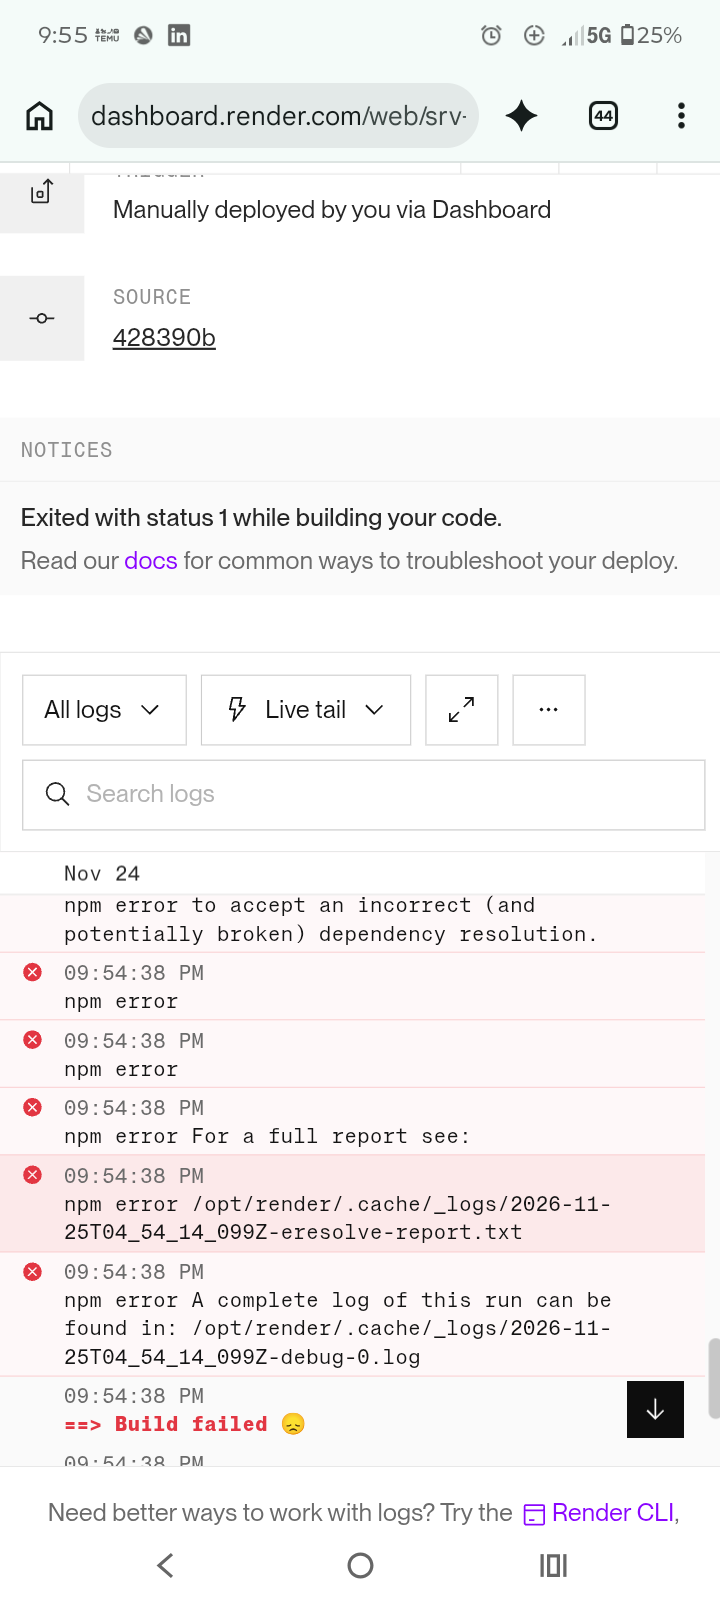 9:55 TEMU in 5G 25%
dashboard.render.com/web/srv- 44
Manually deployed by you via Dashboard
SOURCE
428390b
NOTICES
Exited with status 1 while building your code.
Read our docs for common ways to troubleshoot your deploy.
All logs Live tail ...
Search logs
Nov 24
npm error to accept an incorrect (and
potentially broken) dependency resolution.
09:54:38 PM
npm error
09:54:38 PM
npm error
09:54:38 PM
npm error For a full report see:
09:54:38 PM
npm error /opt/render/.cache/_logs/2026-11-
25T04_54_14_099Z-eresolve-report.txt
09:54:38 PM
npm error A complete log of this run can be
found in: /opt/render/.cache/_logs/2026-11-
25T04_54_14_099Z-debug-0.log
09:54:38 PM
==> Build failed 😞
09:54:38 PM
Need better ways to work with logs? Try the Render CLI,